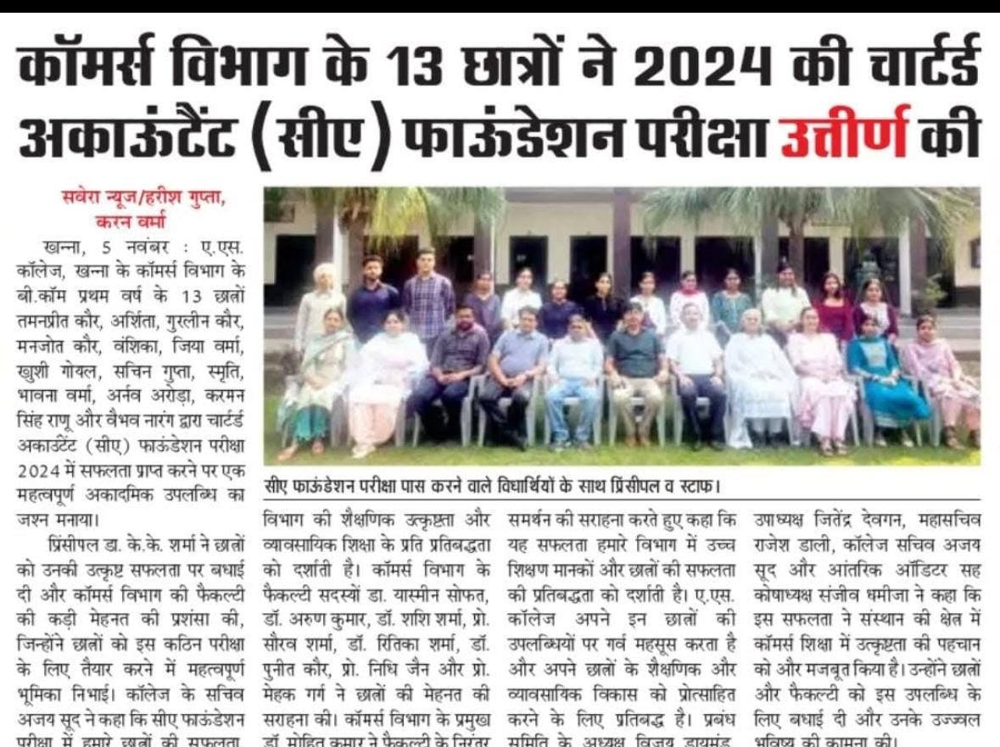 कॉमर्स विभाग के 13 छात्रों ने 2024 की चार्टर्ड
अकाऊंटैंट (सीए) फाऊंडेशन परीक्षा उत्तीर्ण की
सवेरा न्यूज/हरीश गुप्ता,
करन वर्मा
खन्ना, 5 नवंबर : ए.एस.
कॉलेज, खन्ना के कॉमर्स विभाग के
बी.कॉम प्रथम वर्ष के 13 छात्रों
तमनप्रीत कौर, अर्शिता, गुरलीन कौर,
मनजोत कौर, वंशिका, जिया वर्मा,
खुशी गोयल, सचिन गुप्ता, स्मृति,
भावना वर्मा, अर्नव अरोड़ा, करमन
सिंह राणू और वैभव नारंग द्वारा चार्टर्ड
अकाउंटेंट (सीए) फाऊंडेशन परीक्षा
2024 में सफलता प्राप्त करने पर एक
महत्वपूर्ण अकादमिक उपलब्धि का
जश्न मनाया।
प्रिंसीपल डा. के.के. शर्मा ने छात्रों
को उनकी उत्कृष्ट सफलता पर बधाई
दी और कॉमर्स विभाग की फैकल्टी
की कड़ी मेहनत की प्रशंसा की,
जिन्होंने छात्रों को इस कठिन परीक्षा
के लिए तैयार करने में महत्वपूर्ण
भूमिका निभाई। कॉलेज के सचिव
अजय सूद ने कहा कि सीए फाऊंडेशन
परीक्षा में हमारे छात्रों की सफलता
सीए फाऊंडेशन परीक्षा पास करने वाले विधार्थियों के साथ प्रिंसीपल व स्टाफ।
विभाग की शैक्षणिक उत्कृष्टता और
व्यावसायिक शिक्षा के प्रति प्रतिबद्धता
को दर्शाती है। कॉमर्स विभाग के
फैकल्टी सदस्यों डा. यास्मीन सोफत,
डॉ. अरुण कुमार, डॉ. शशि शर्मा, प्रो.
सौरव शर्मा, डॉ. रितिका शर्मा, डॉ.
पुनीत कौर, प्रो. निधि जैन और प्रो.
मेहक गर्ग ने छात्रों की मेहनत की
सराहना की। कॉमर्स विभाग के प्रमुख
डॉ. मोहित कुमार ने फैकल्टी के निरंतर
समर्थन की सराहना करते हुए कहा कि
यह सफलता हमारे विभाग में उच्च
शिक्षण मानकों और छात्रों की सफलता
की प्रतिबद्धता को दर्शाती है। ए.एस.
कॉलेज अपने इन छात्रों की
उपलब्धियों पर गर्व महसूस करता है
और अपने छात्रों के शैक्षणिक और
व्यावसायिक विकास को प्रोत्साहित
करने के लिए प्रतिबद्ध है। प्रबंध
समिति के अध्यक्ष विजय डायमंड,
उपाध्यक्ष जितेंद्र देवगन, महासचिव
राजेश डाली, कॉलेज सचिव अजय
सूद और आंतरिक ऑडिटर सह
कोषाध्यक्ष संजीव धमीजा ने कहा कि
इस सफलता ने संस्थान की क्षेत्र में
कॉमर्स शिक्षा में उत्कृष्टता की पहचान
को और मजबूत किया है। उन्होंने छात्रों
और फैकल्टी को इस उपलब्धि के
लिए बधाई दी और उनके उज्ज्वल
भविष्य की कामना की।